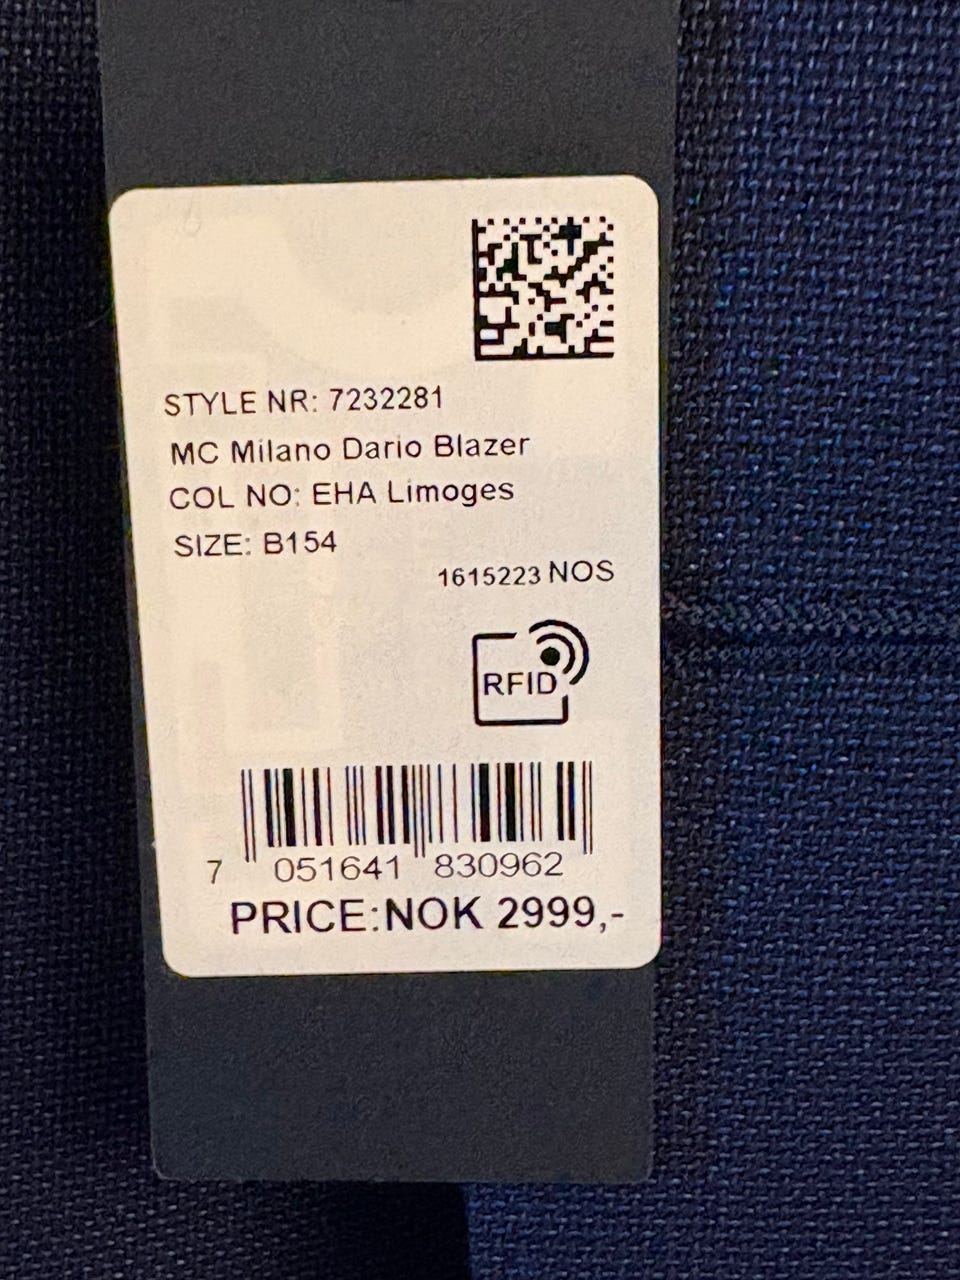 STYLE NR: 7232281
MC Milano Dario Blazer
COL NO: EHA Limoges
SIZE: B154
1615223 NOS
RFID
7 051641 830962
PRICE:NOK 2999,-